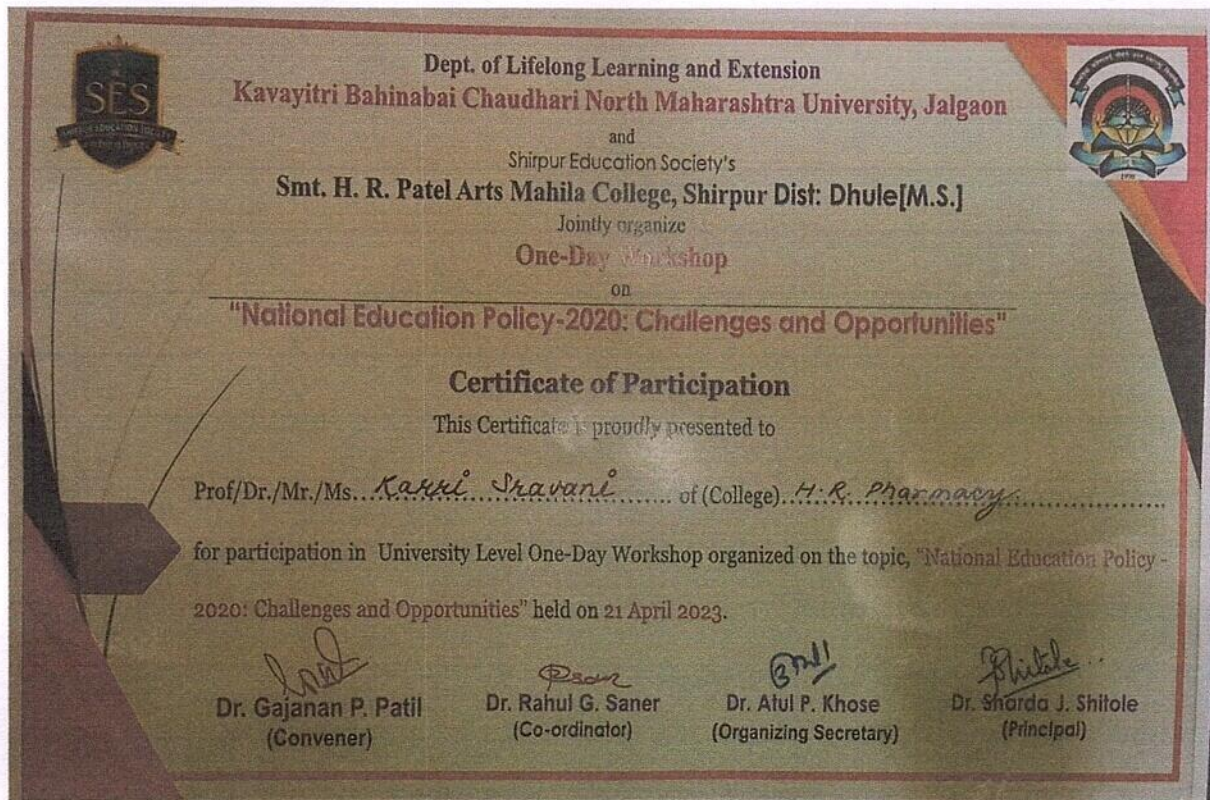 SES
SHIRPUR EDUCATION SOCIETY
Dept. of Lifelong Learning and Extension
Kavayitri Bahinabai Chaudhari North Maharashtra University, Jalgaon
and
Shirpur Education Society's
Smt. H. R. Patel Arts Mahila College, Shirpur Dist: Dhule[M.S.]
Jointly organize
One-Day Workshop
on
"National Education Policy-2020: Challenges and Opportunities"
Certificate of Participation
This Certificate is proudly presented to
Prof/Dr./Mr./Ms... Karri Sravani ...... of (College)... H. R. Pharmacy......
for participation in University Level One-Day Workshop organized on the topic, "National Education Policy -
2020: Challenges and Opportunities" held on 21 April 2023.
Dr. Gajanan P. Patil
(Convener)
Dr. Rahul G. Saner
(Co-ordinator)
Dr. Atul P. Khose
(Organizing Secretary)
Dr. Sharda J. Shitole
(Principal)